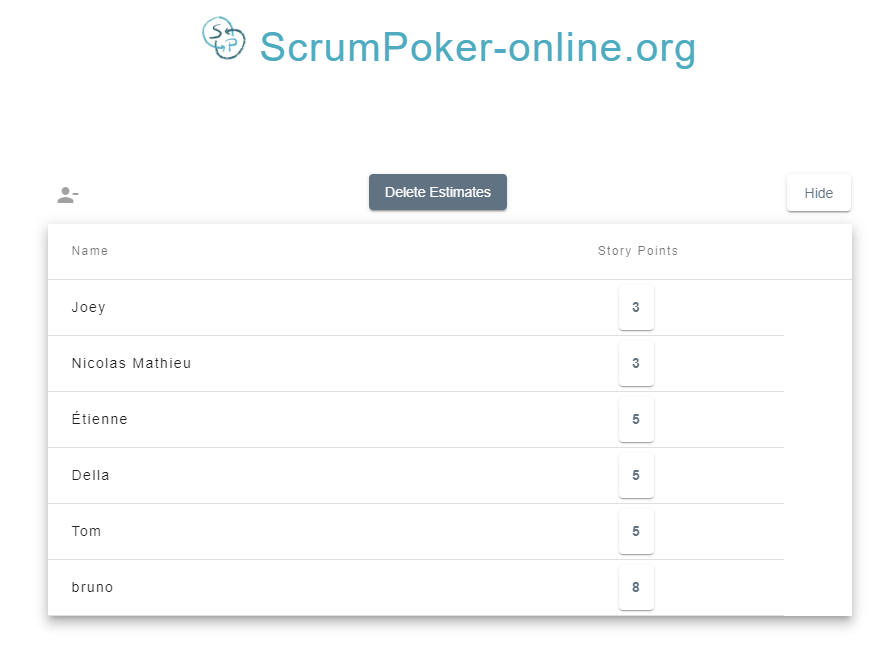 S P
ScrumPoker-online.org
Delete Estimates
Hide
Name Story Points
Joey 3
Nicolas Mathieu 3
Étienne 5
Della 5
Tom 5
bruno 8